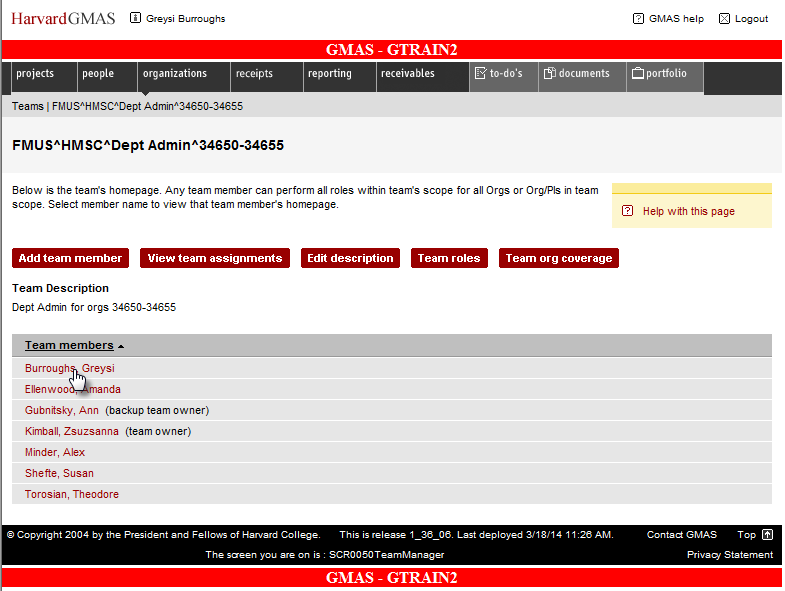 HarvardGMAS Greysi Burroughs GMAS help Logout
GMAS - GTRAIN2
projects people organizations receipts reporting receivables to-do's documents portfolio
Teams | FMUS^HMSC^Dept Admin^34650-34655
FMUS^HMSC^Dept Admin^34650-34655
Below is the team's homepage. Any team member can perform all roles within team's scope for all Orgs or Org/PIs in team
scope. Select member name to view that team member's homepage.
Help with this page
Add team member View team assignments Edit description Team roles Team org coverage
Team Description
Dept Admin for orgs 34650-34655
Team members
Burroughs, Greysi
Ellenwood, Amanda
Gubnitsky, Ann (backup team owner)
Kimball, Zsuzsanna (team owner)
Minder, Alex
Shefte, Susan
Torosian, Theodore
© Copyright 2004 by the President and Fellows of Harvard College. This is release 1_36_06. Last deployed 3/18/14 11:26 AM. Contact GMAS Top
The screen you are on is : SCR0050TeamManager Privacy Statement
GMAS - GTRAIN2